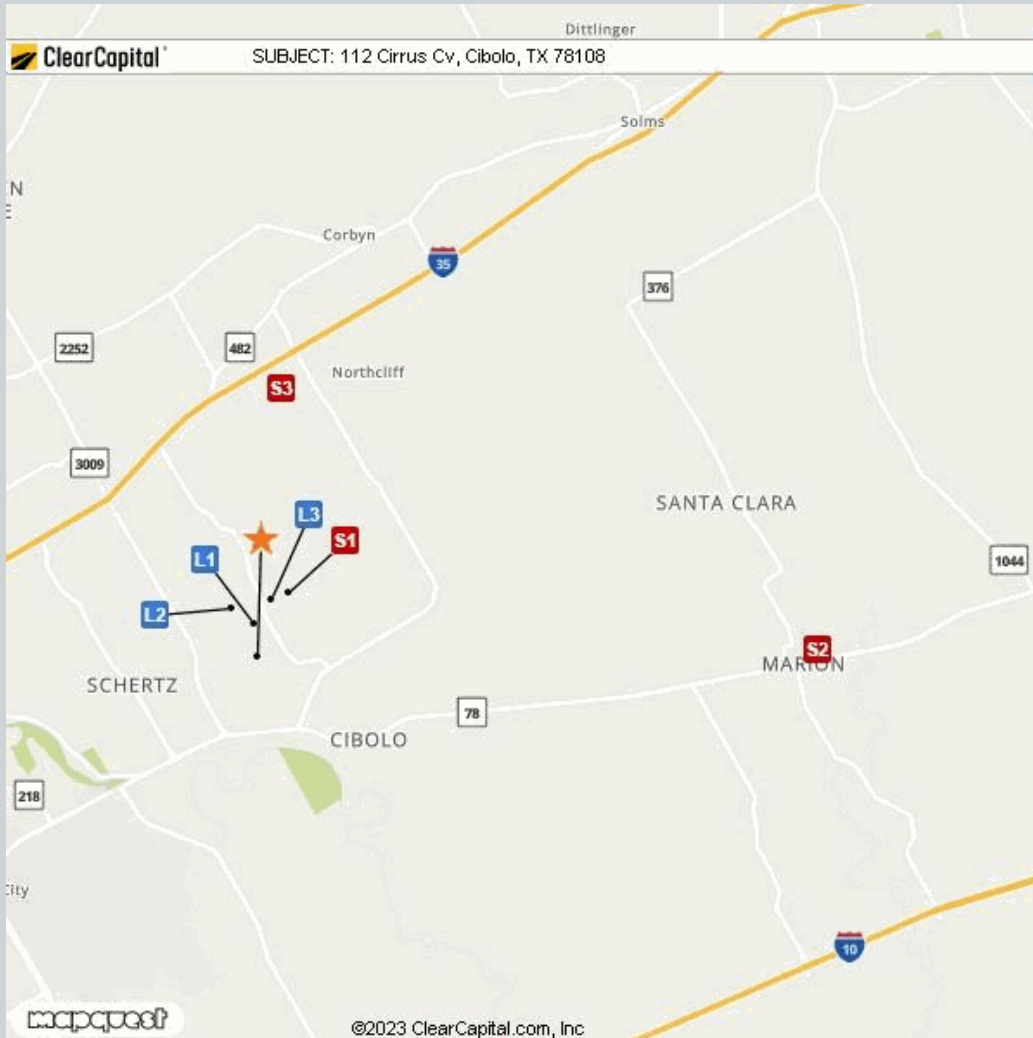 Dittlinger
ClearCapital
SUBJECT: 112 Cirrus Cv, Cibolo, TX 78108
Solms
Corbyn
35
376
2252
482
Northcliff
S3
3009
SANTA CLARA
L3
S1
L1
1044
L2
S2
MARION
SCHERTZ
78
CIBOLO
218
City
10
mapquest
©2023 ClearCapital.com, Inc